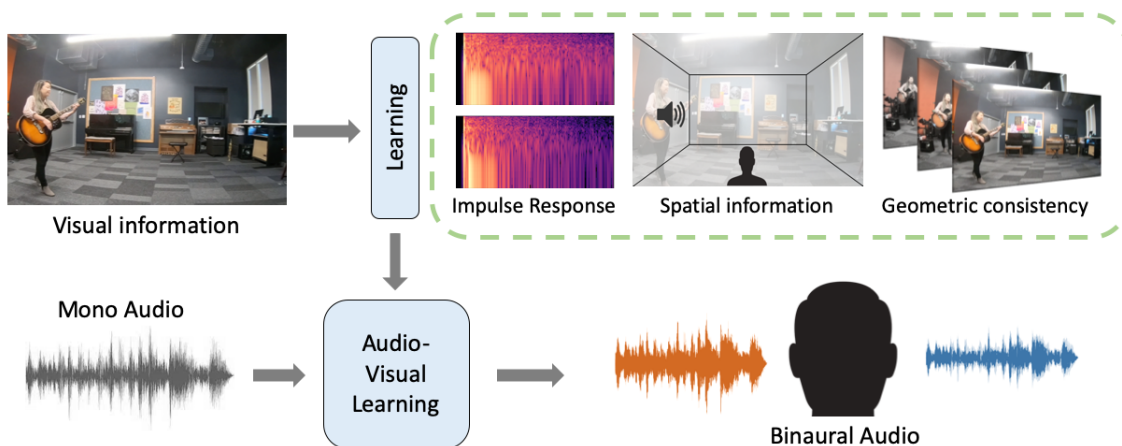 Learning
Visual information
Impulse Response
Spatial information
Geometric consistency
Mono Audio
Audio-
Visual
Learning
Binaural Audio